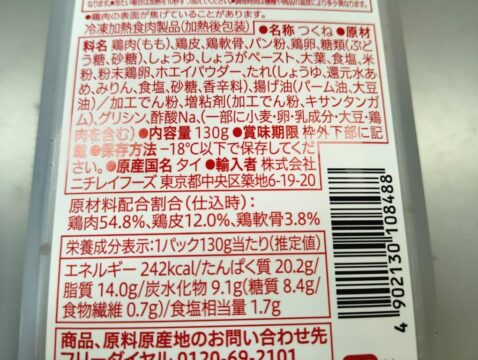 ●鶏肉の表面が焦げていることがあります。
冷凍加熱食肉製品(加熱後包装) ●名称 つくね ●原材
料名 鶏肉(もも)、鶏皮、鶏軟骨、パン粉、鶏卵、糖類(ぶど
う糖、砂糖)、しょうゆ、しょうがペースト、大葉、食塩、米
粉、粉末鶏卵、ホエイパウダー、たれ(しょうゆ、還元水あ
め、みりん、食塩、砂糖、香辛料)、揚げ油(パーム油、大豆
油)/加工でん粉、増粘剤(加工でん粉、キサンタンガ
ム)、グリシン、酢酸Na、(一部に小麦・卵・乳成分・大豆・鶏
肉を含む) ●内容量 130g ●賞味期限 枠外下部に記
載 ●保存方法 −18℃以下で保存してくださ
い。 ●原産国名 タイ ●輸入者 株式会社
ニチレイフーズ 東京都中央区築地6-19-20
原材料配合割合(仕込時):
鶏肉54.8%、鶏皮12.0%、鶏軟骨3.8%
栄養成分表示:1パック130g当たり(推定値)
エネルギー 242kcal/たんぱく質 20.2g/
脂質 14.0g/炭水化物 9.1g(糖質 8.4g/
食物繊維 0.7g)/食塩相当量 1.7g
商品、原料原産地のお問い合わせ先
フリーダイヤル 0120-69-2101
4 902130 108488